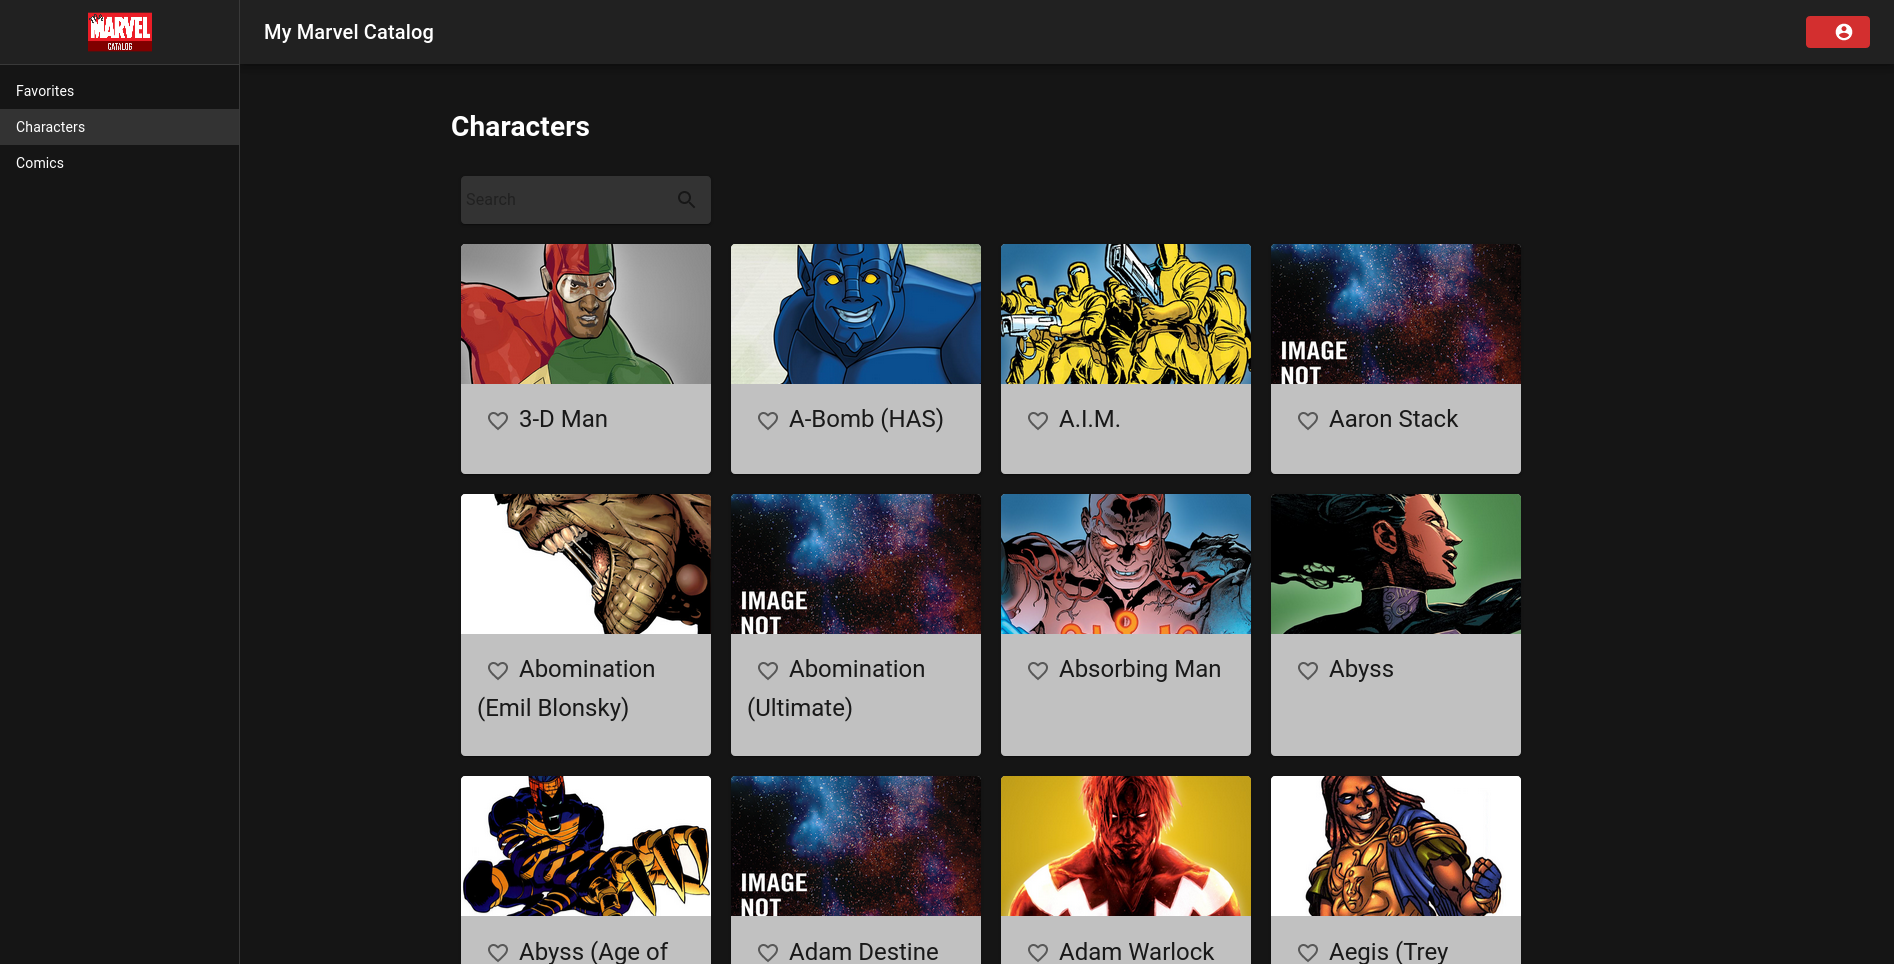 MARVEL
CATALOG
My Marvel Catalog
Favorites
Characters
Comics
Characters
Search
IMAGE
NOT
3-D Man
A-Bomb (HAS)
A.I.M.
Aaron Stack
IMAGE
NOT
Abomination
(Emil Blonsky)
Abomination
(Ultimate)
Absorbing Man
Abyss
IMAGE
NOT
Abyss (Age of
Adam Destine
Adam Warlock
Aegis (Trey